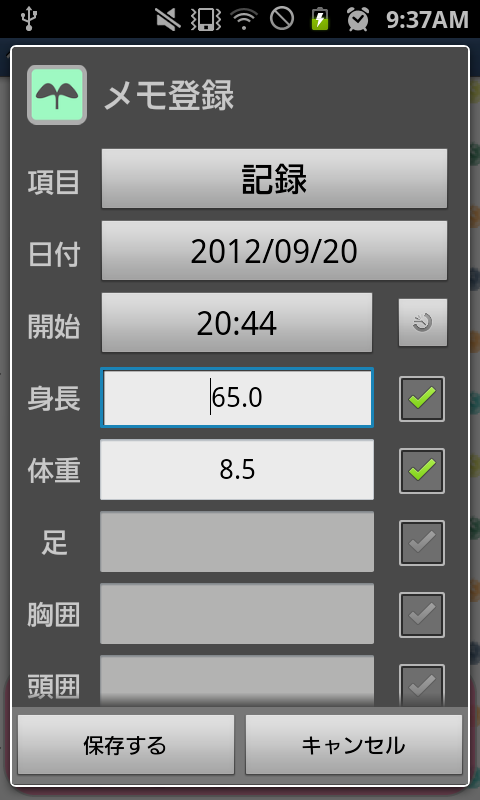 9:37AM
メモ登録
項目 記録
日付 2012/09/20
開始 20:44
身長 65.0
体重 8.5
足
胸囲
頭囲
保存する キャンセル